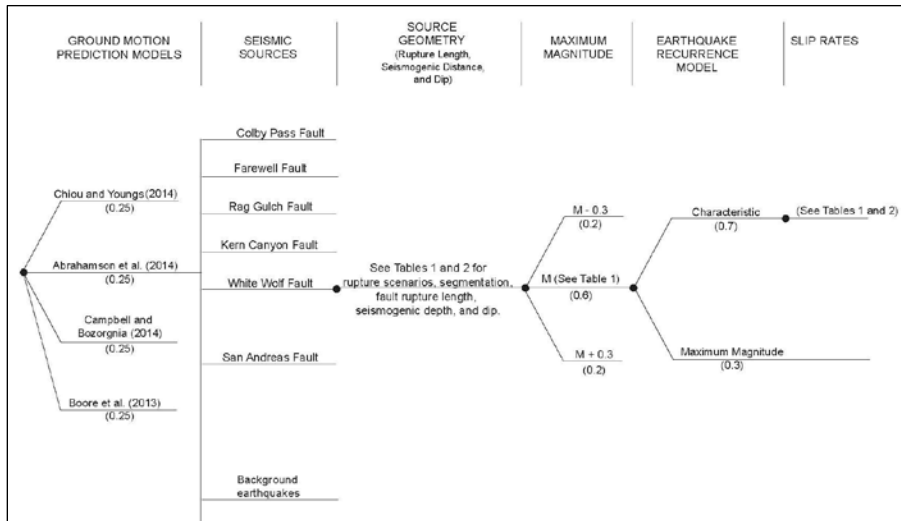 GROUND MOTION
PREDICTION MODELS
SEISMIC
SOURCES
SOURCE
GEOMETRY
(Rupture Length,
Seismogenic Distance,
and Dip)
MAXIMUM
MAGNITUDE
EARTHQUAKE
RECURRENCE
MODEL
SLIP RATES
Chiou and Youngs (2014)
(0.25)
Abrahamson et al. (2014)
(0.25)
Campbell and
Bozorgnia (2014)
(0.25)
Boore et al. (2013)
(0.25)
Colby Pass Fault
Farewell Fault
Rag Gulch Fault
Kern Canyon Fault
White Wolf Fault
San Andreas Fault
Background
earthquakes
See Tables 1 and 2 for
rupture scenarios, segmentation,
fault rupture length,
seismogenic depth, and dip.
M - 0.3
(0.2)
M (See Table 1)
(0.6)
M + 0.3
(0.2)
Characteristic
(0.7)
Maximum Magnitude
(0.3)
(See Tables 1 and 2)